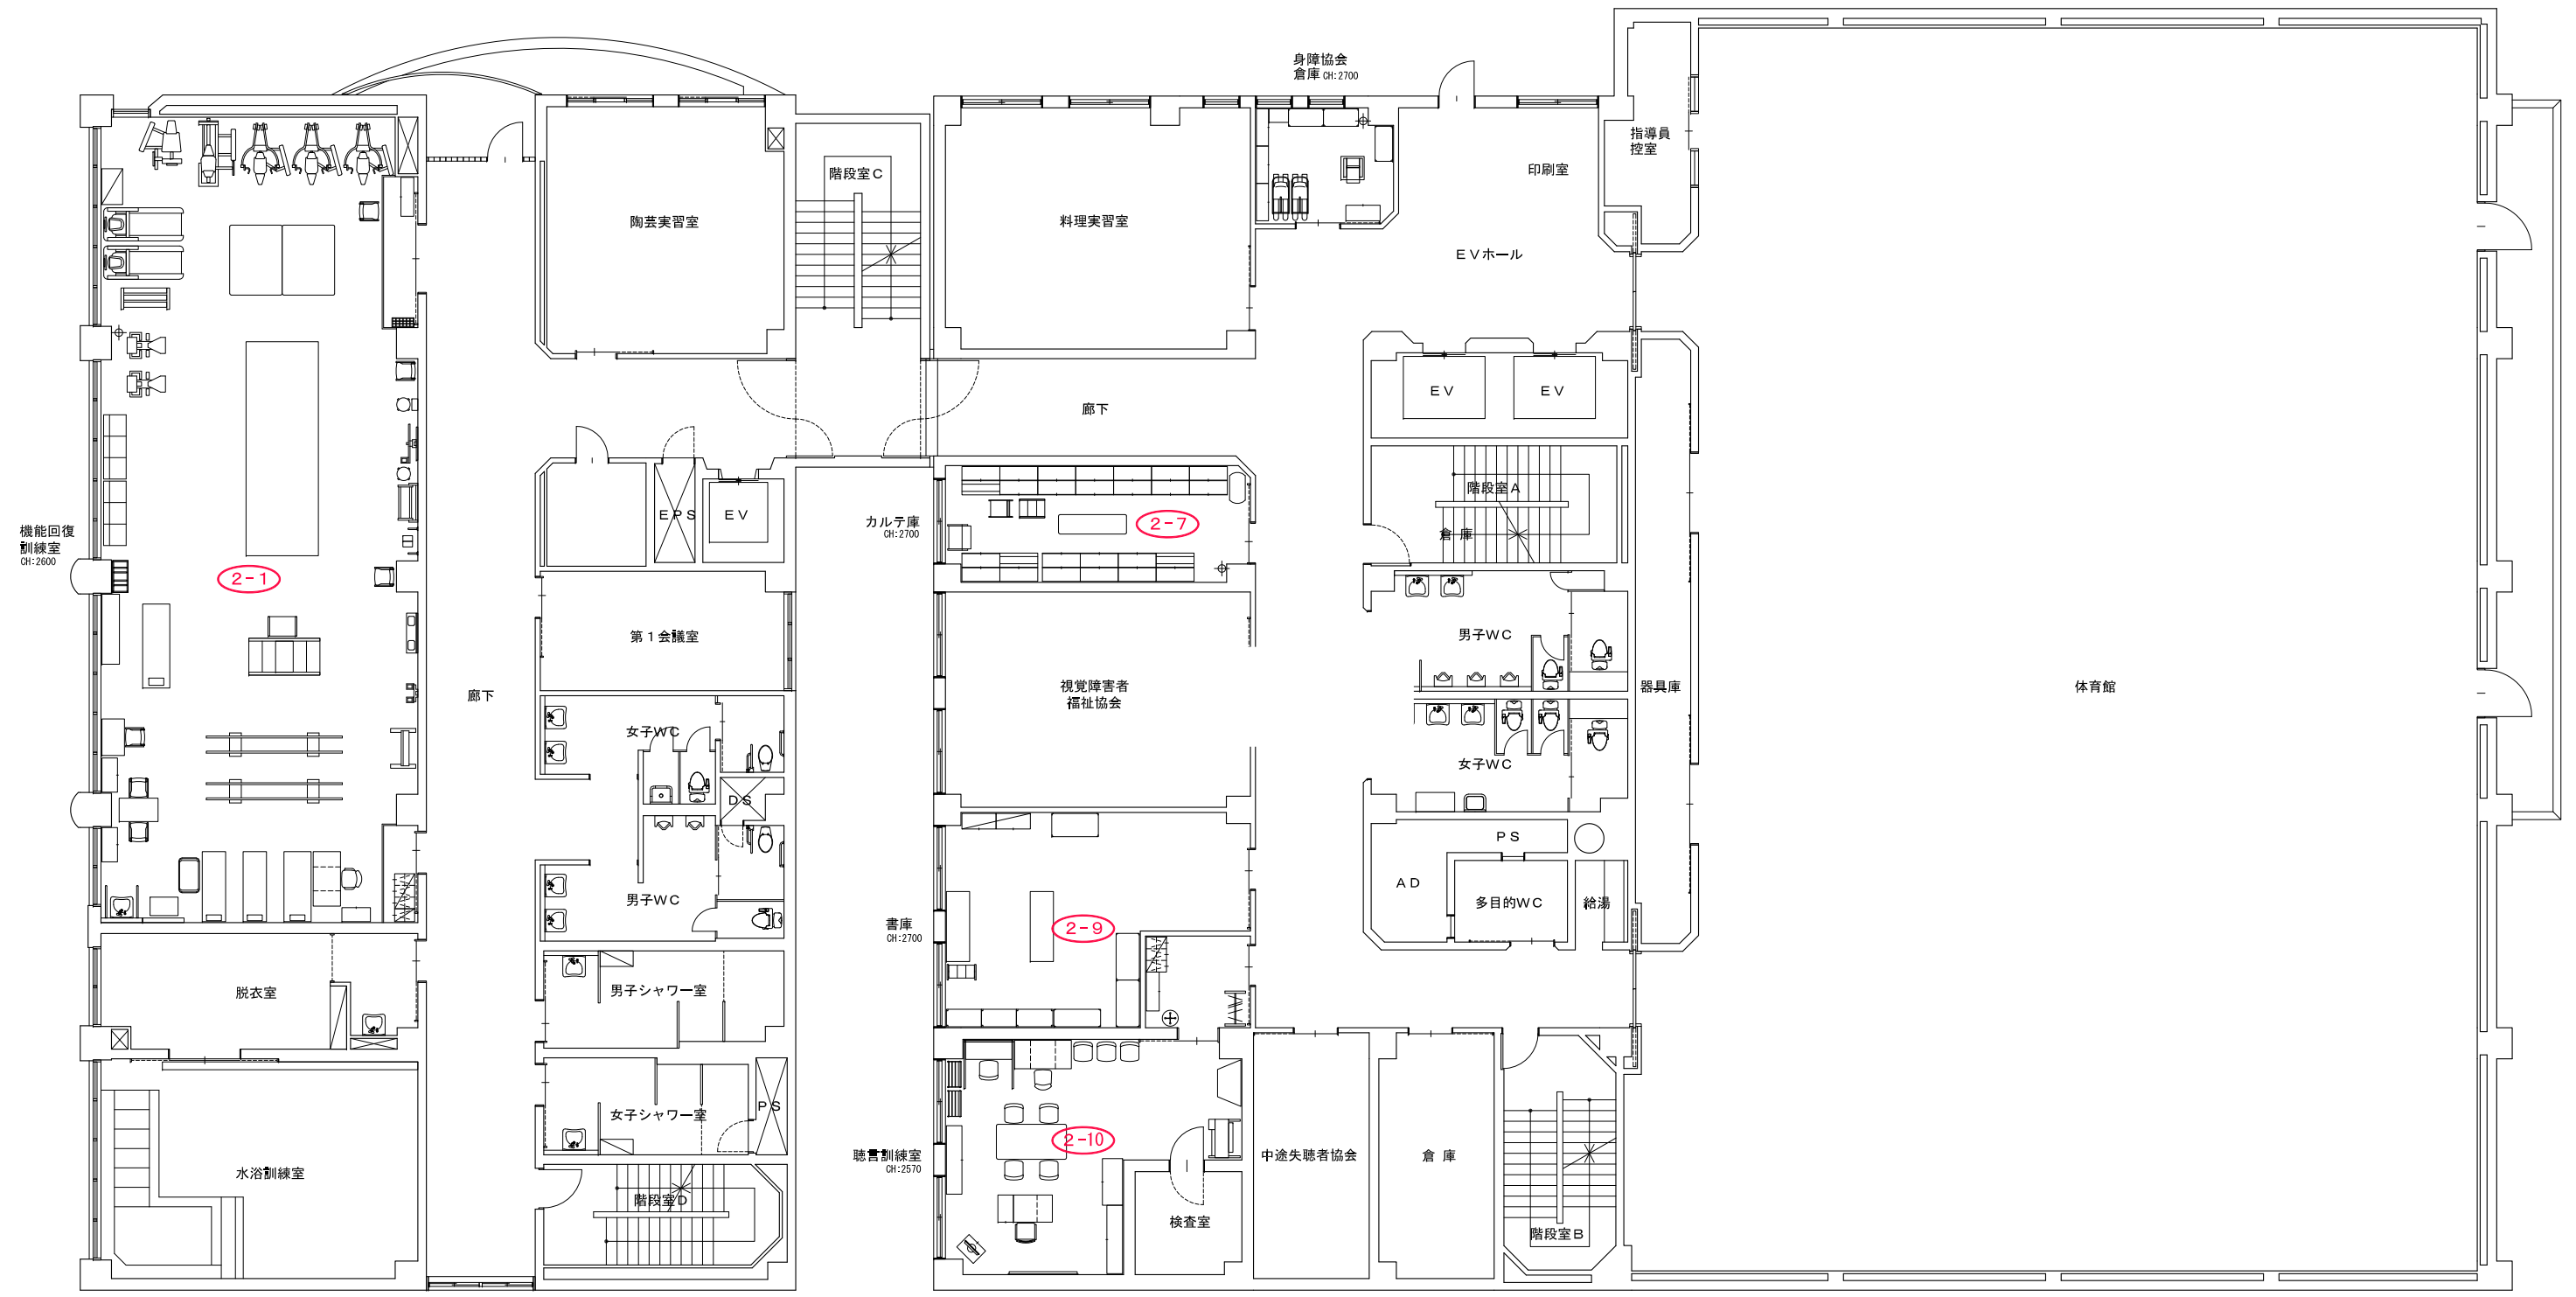 身障協会
倉庫 CH:2700
指導員
控室
階段室C
印刷室
陶芸実習室
料理実習室
EVホール
EV
EV
廊下
階段室A
EPS
EV
カルテ庫
CH:2700
2-7
倉庫
機能回復
訓練室
CH:2600
2-1
第1会議室
男子WC
視覚障害者
福祉協会
器具庫
体育館
廊下
女子WC
女子WC
DS
PS
AD
男子WC
多目的WC
給湯
書庫
CH:2700
2-9
脱衣室
男子シャワー室
PS
女子シャワー室
2-10
聴言訓練室
CH:2570
中途失聴者協会
倉庫
水浴訓練室
階段室D
検査室
階段室B